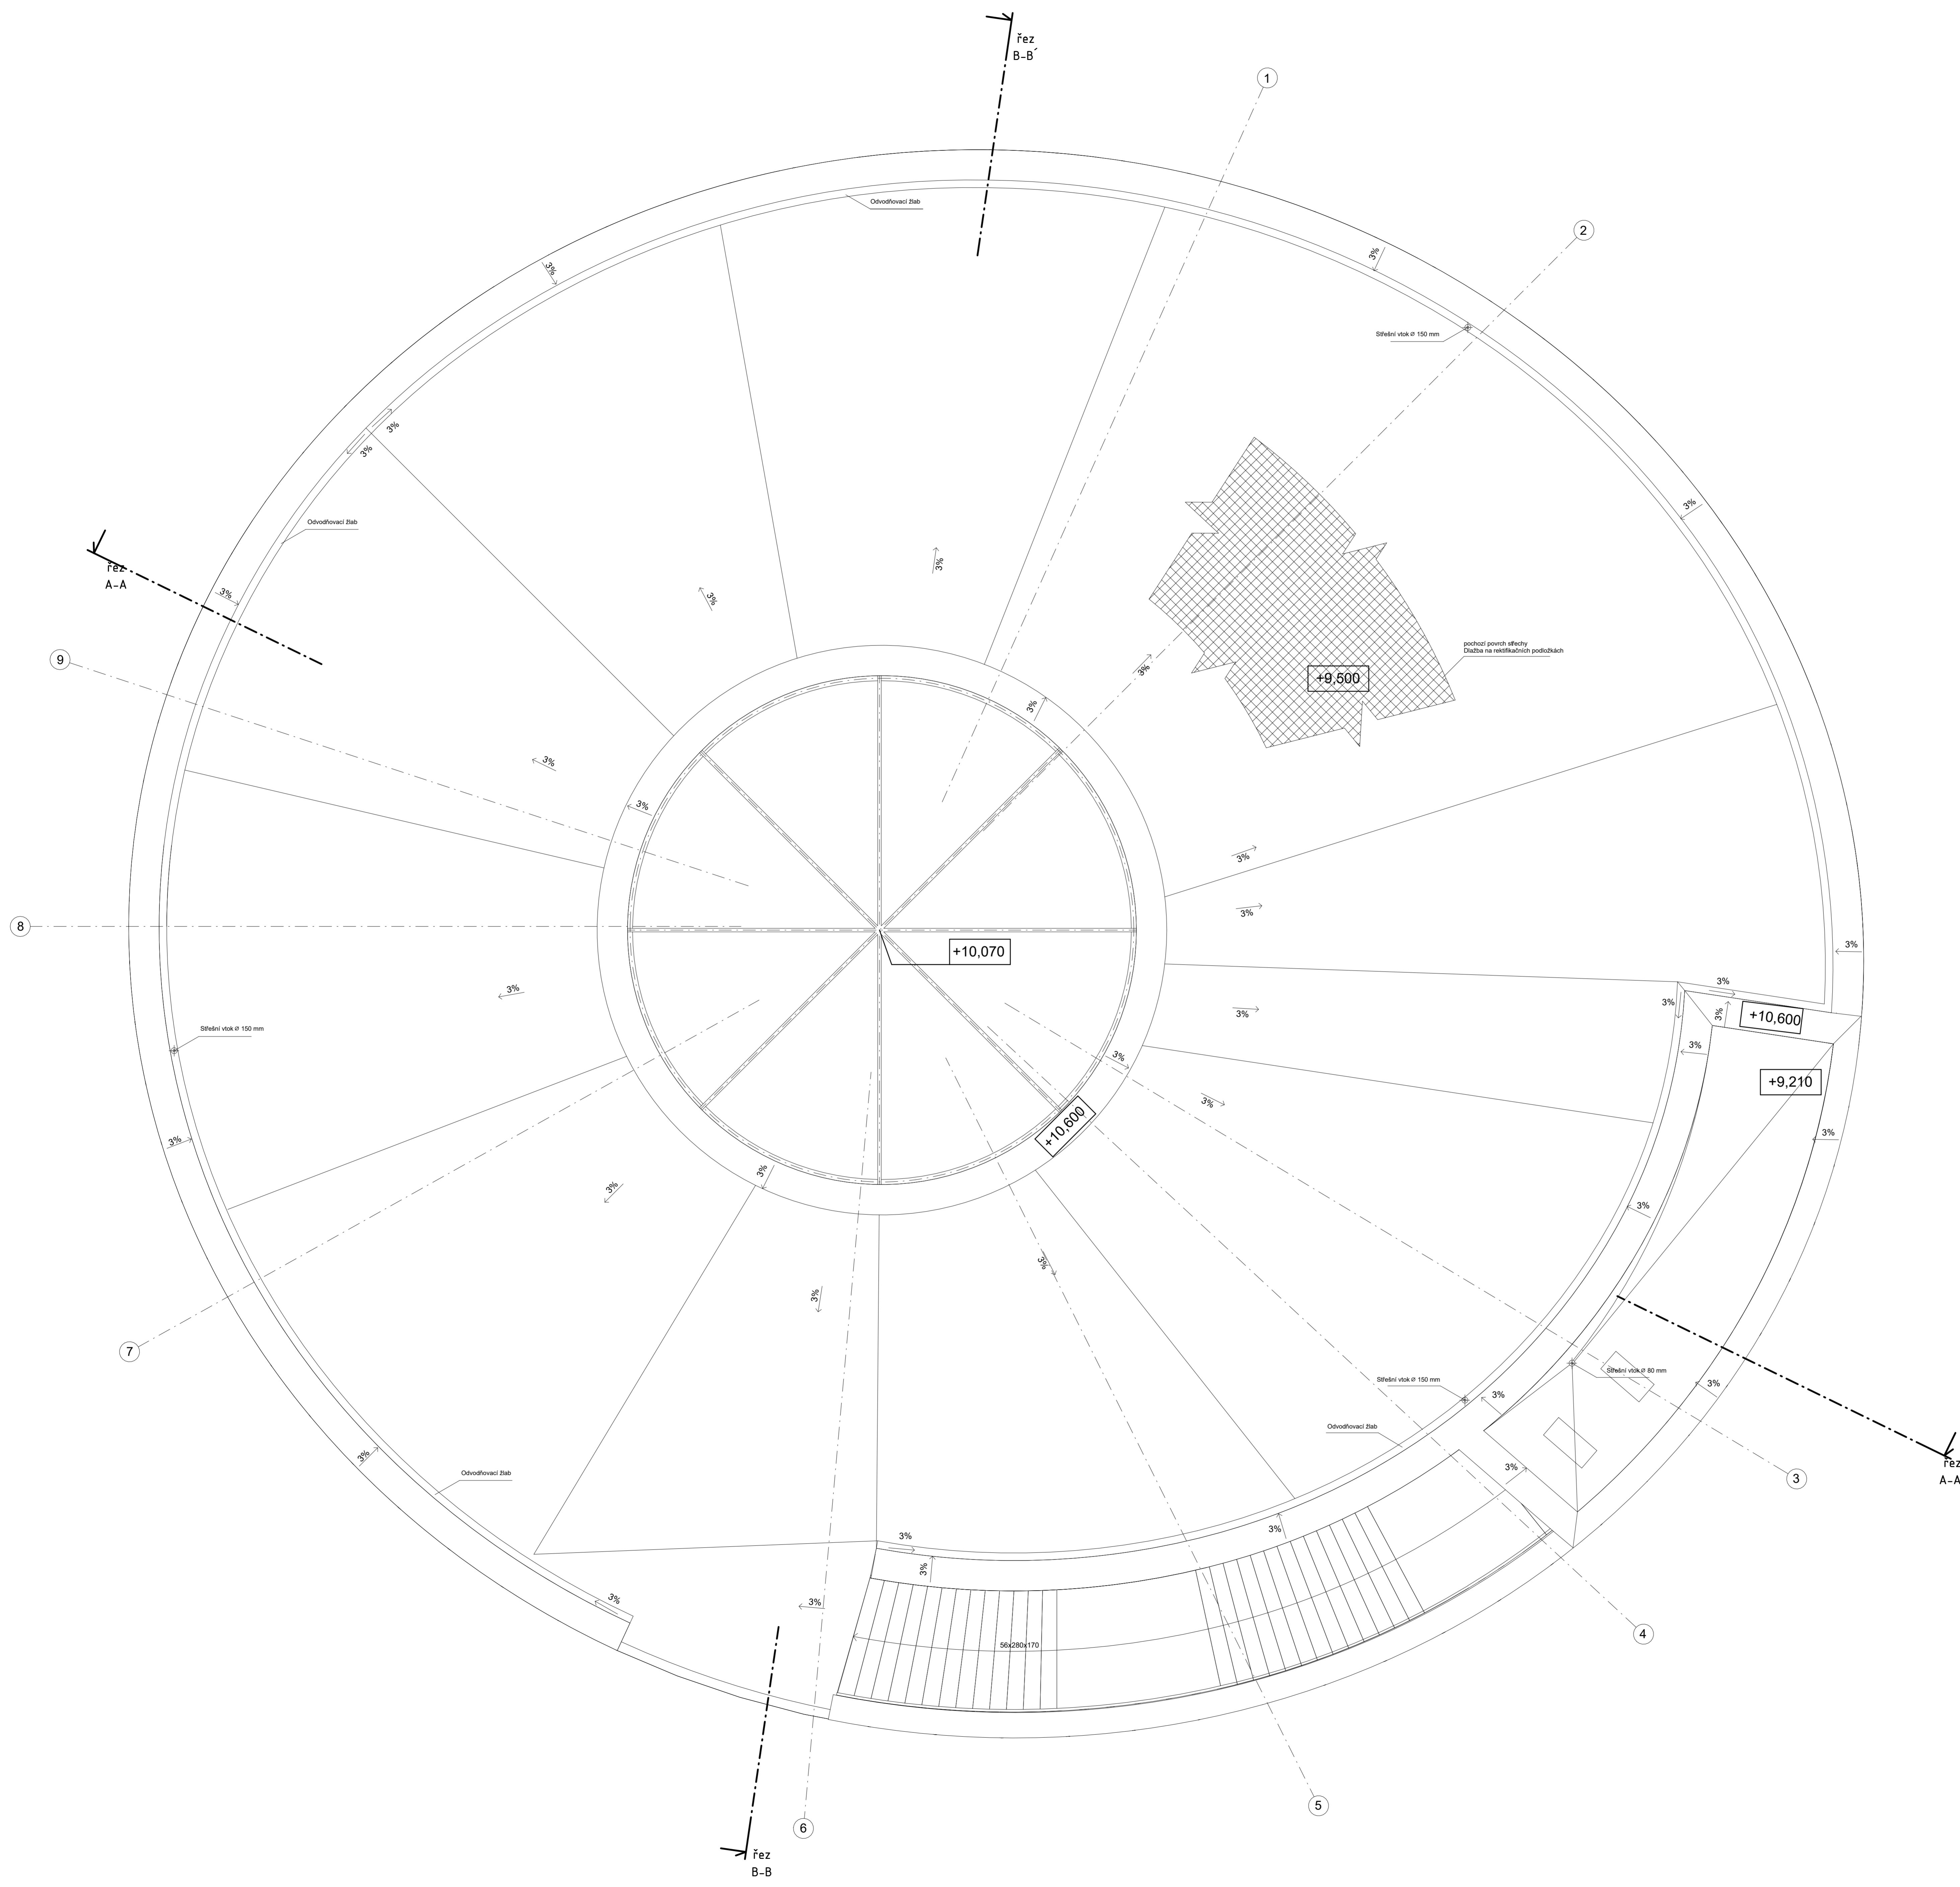 řez
B-B´
1
2
Odvodňovací žlab
3%
3%
Střešní vtok Ø 150 mm
3%
3%
3%
Odvodňovací žlab
řez
A-A
3%
3%
3%
3%
pochozí povrch střechy
Dlažba na rektifikačních podložkách
9
3%
+9,500
3%
3%
3%
3%
3%
8
3%
+10,070
3%
3%
3%
3%
3%
+10,600
3%
Střešní vtok Ø 150 mm
3%
3%
+9,210
3%
+10,600
3%
3%
3%
3%
3%
3%
3%
3%
7
Střešní vtok Ø 80 mm
Střešní vtok Ø 150 mm
3%
3%
Odvodňovací žlab
3%
Odvodňovací žlab
3%
řez
A-A
3
3%
3%
3%
3%
3%
4
56x280x170
5
6
řez
B-B